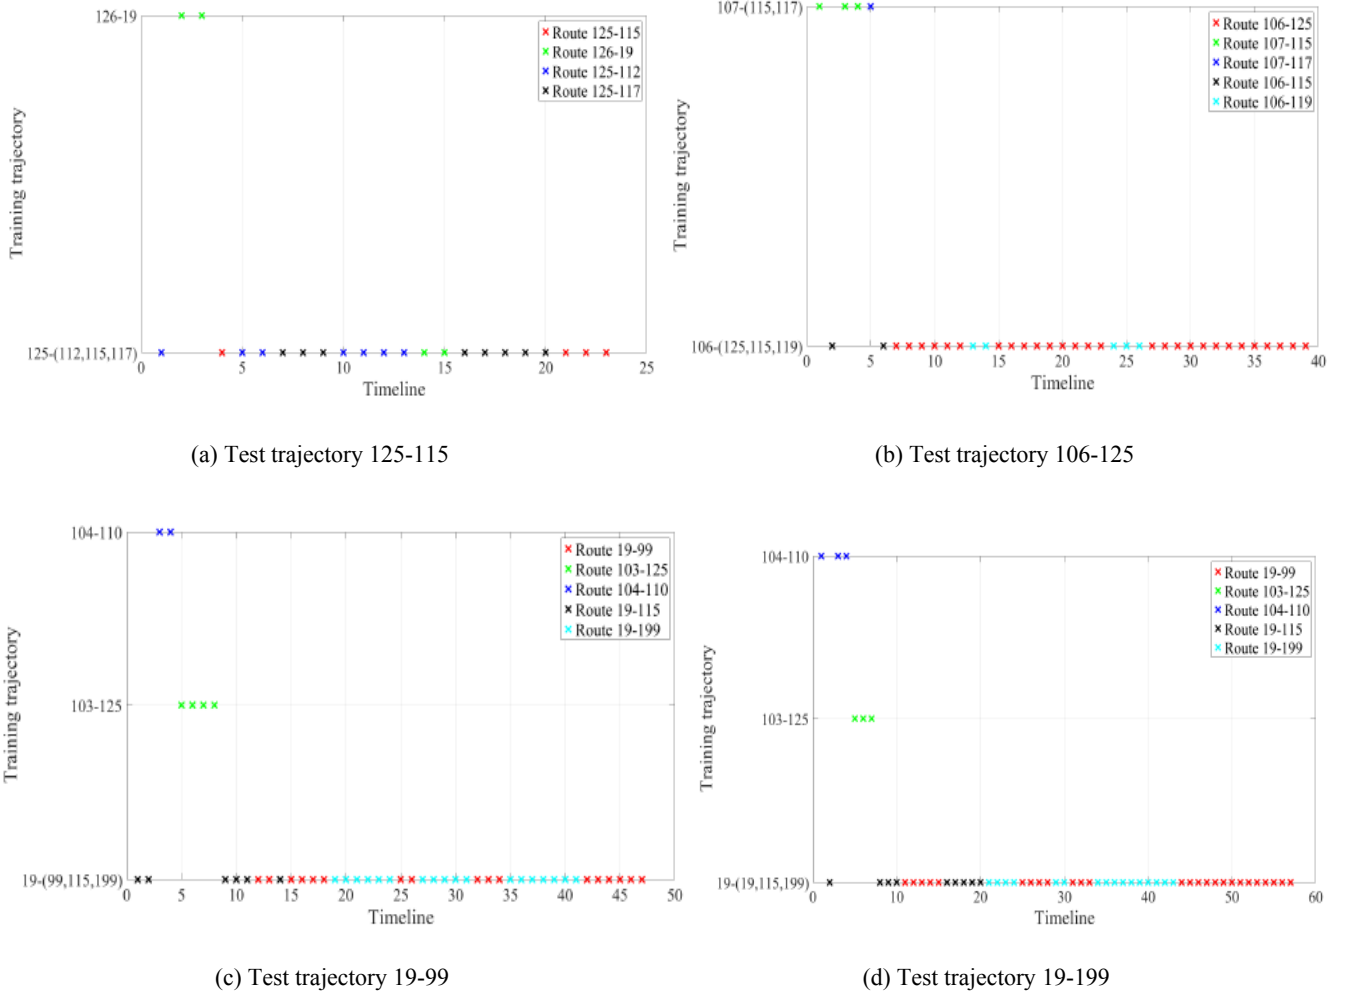 126-19
Route 125-115
Route 126-19
Route 125-112
Route 125-117
Training trajectory
125-(112,115,117)
0 5 10 15 20 25
Timeline
(a) Test trajectory 125-115
107-(115,117)
Route 106-125
Route 107-115
Route 107-117
Route 106-115
Route 106-119
Training trajectory
106-(125,115,119)
0 5 10 15 20 25 30 35 40
Timeline
(b) Test trajectory 106-125
104-110
Route 19-99
Route 103-125
Route 104-110
Route 19-115
Route 19-199
Training trajectory
103-125
19-(99,115,199)
0 5 10 15 20 25 30 35 40 45 50
Timeline
(c) Test trajectory 19-99
104-110
Route 19-99
Route 103-125
Route 104-110
Route 19-115
Route 19-199
Training trajectory
103-125
19-(19,115,199)
0 10 20 30 40 50 60
Timeline
(d) Test trajectory 19-199